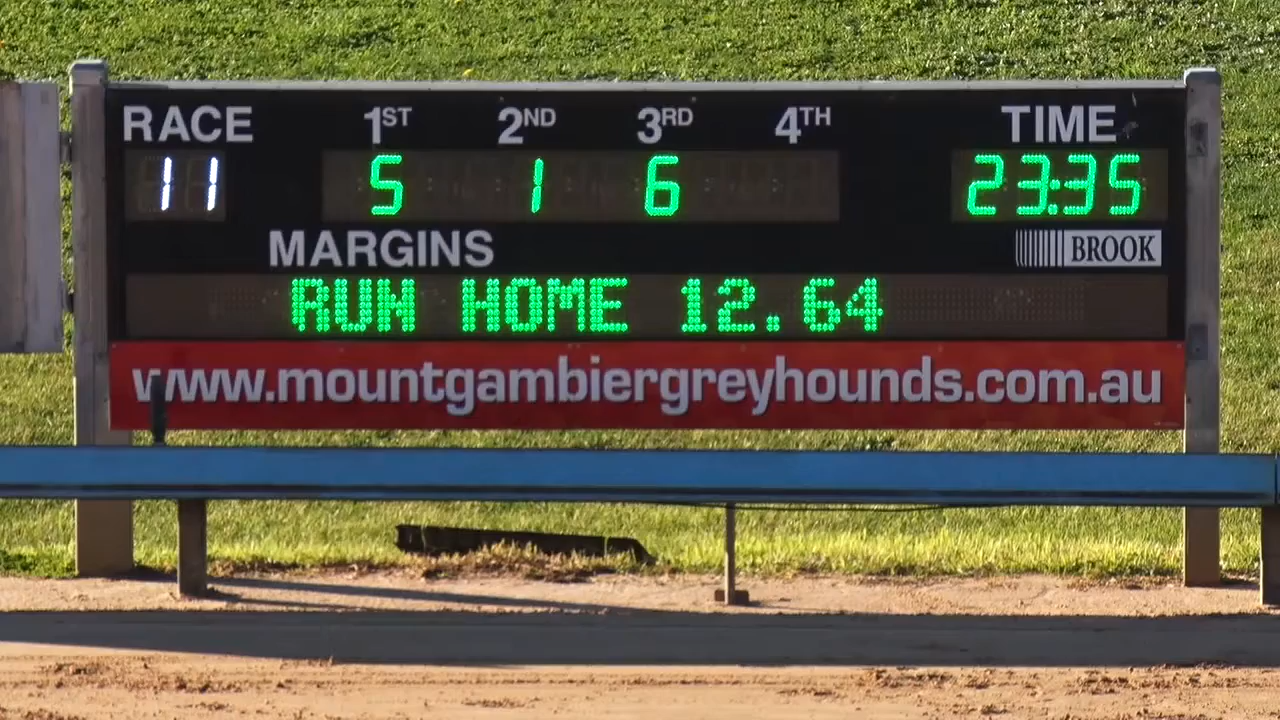 RACE 1ST 2ND 3RD 4TH TIME
11 5 1 6 23:35
MARGINS BROOK
RUN HOME 12.64
www.mountgambiergreyhounds.com.au